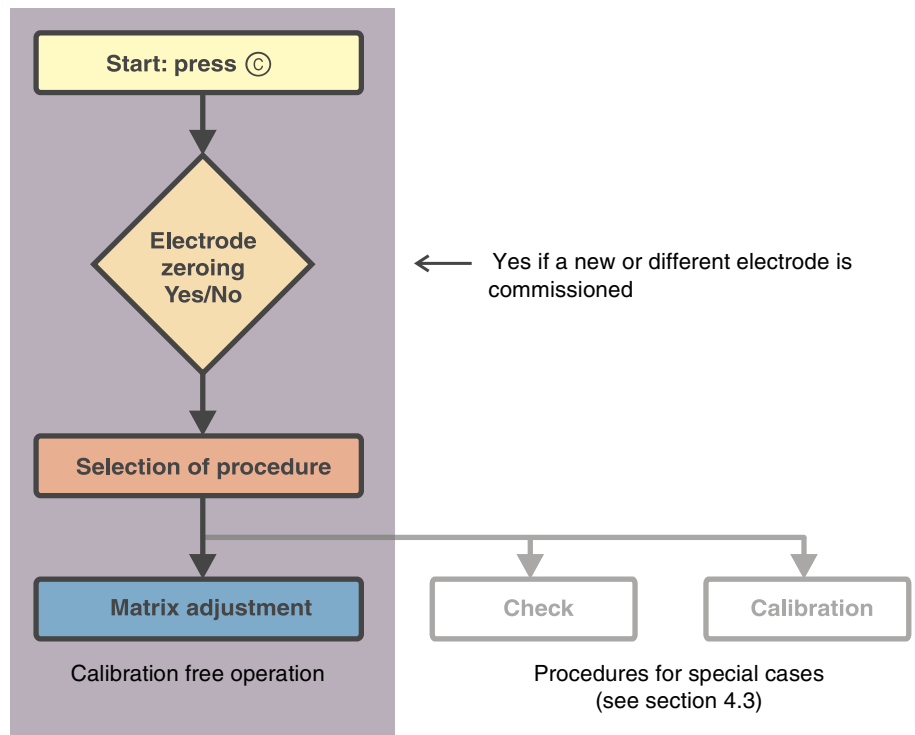 Start: press Ⓒ
Electrode
zeroing
Yes/No
Yes if a new or different electrode is
commissioned
Selection of procedure
Matrix adjustment
Check
Calibration
Calibration free operation
Procedures for special cases
(see section 4.3)